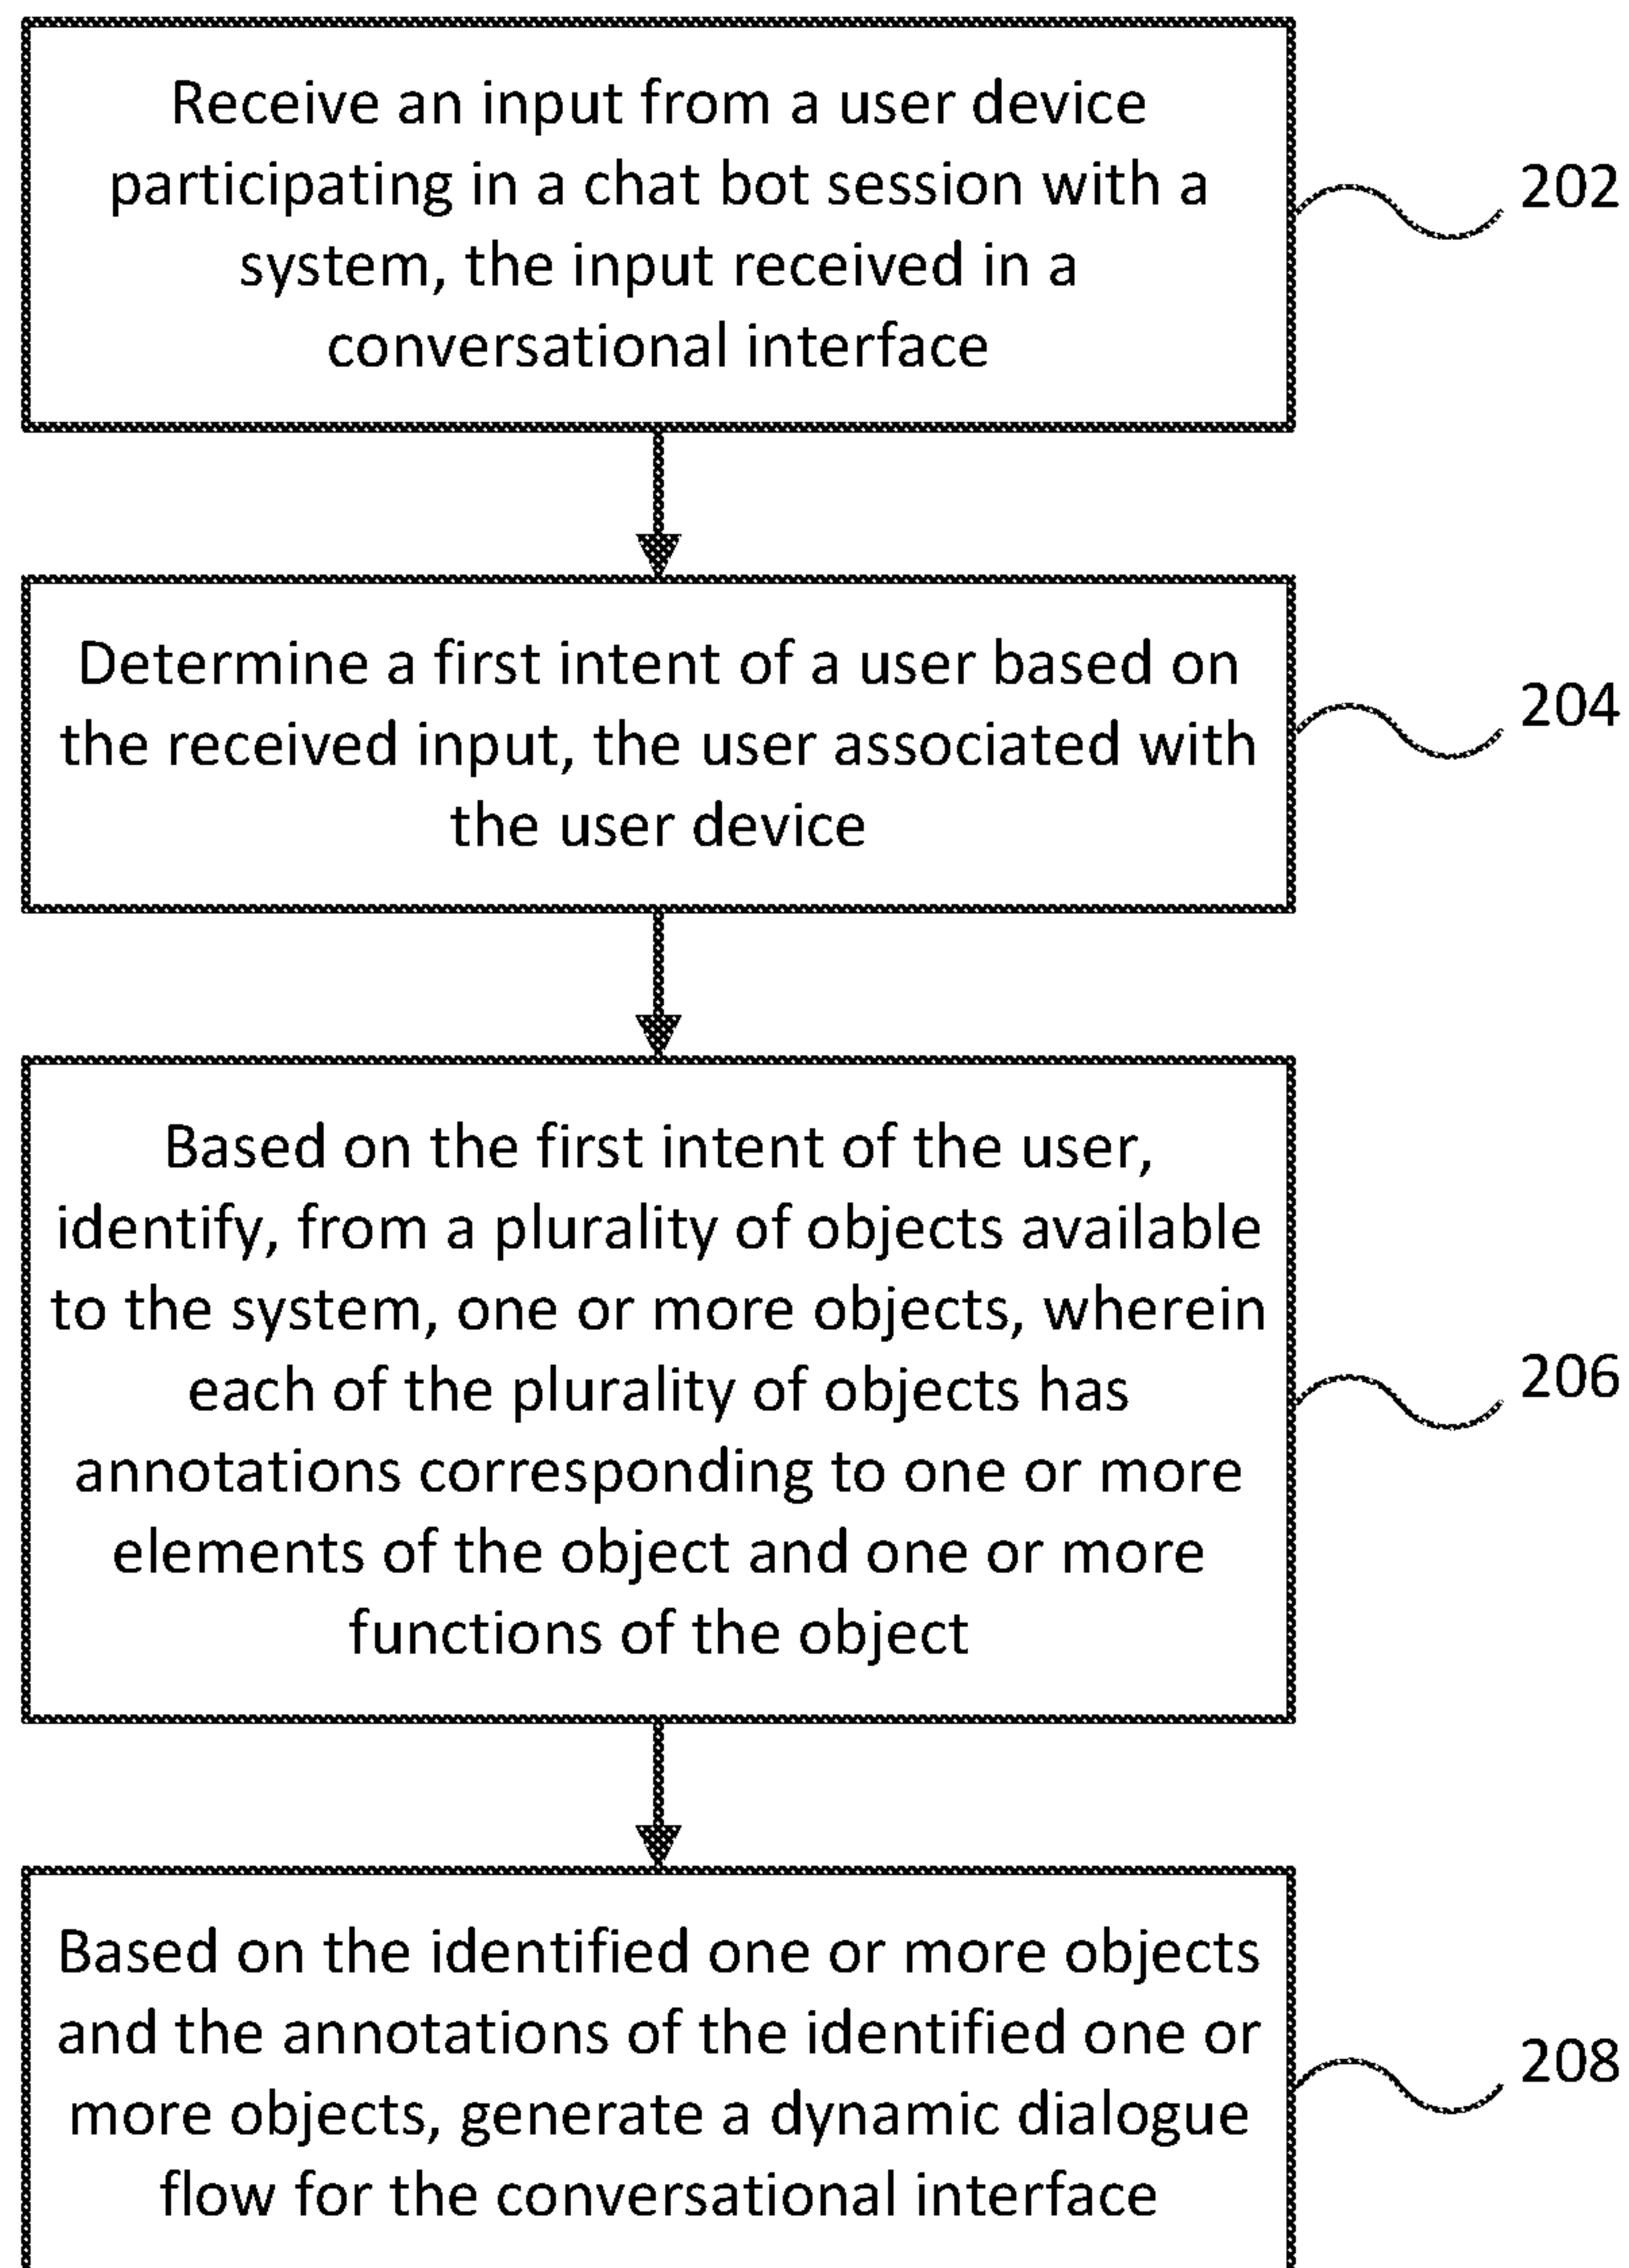 Receive an input from a user device
participating in a chat bot session with a
system, the input received in a
conversational interface
202
Determine a first intent of a user based on
the received input, the user associated with
the user device
204
Based on the first intent of the user,
identify, from a plurality of objects available
to the system, one or more objects, wherein
each of the plurality of objects has
annotations corresponding to one or more
elements of the object and one or more
functions of the object
206
Based on the identified one or more objects
and the annotations of the identified one or
more objects, generate a dynamic dialogue
flow for the conversational interface
208